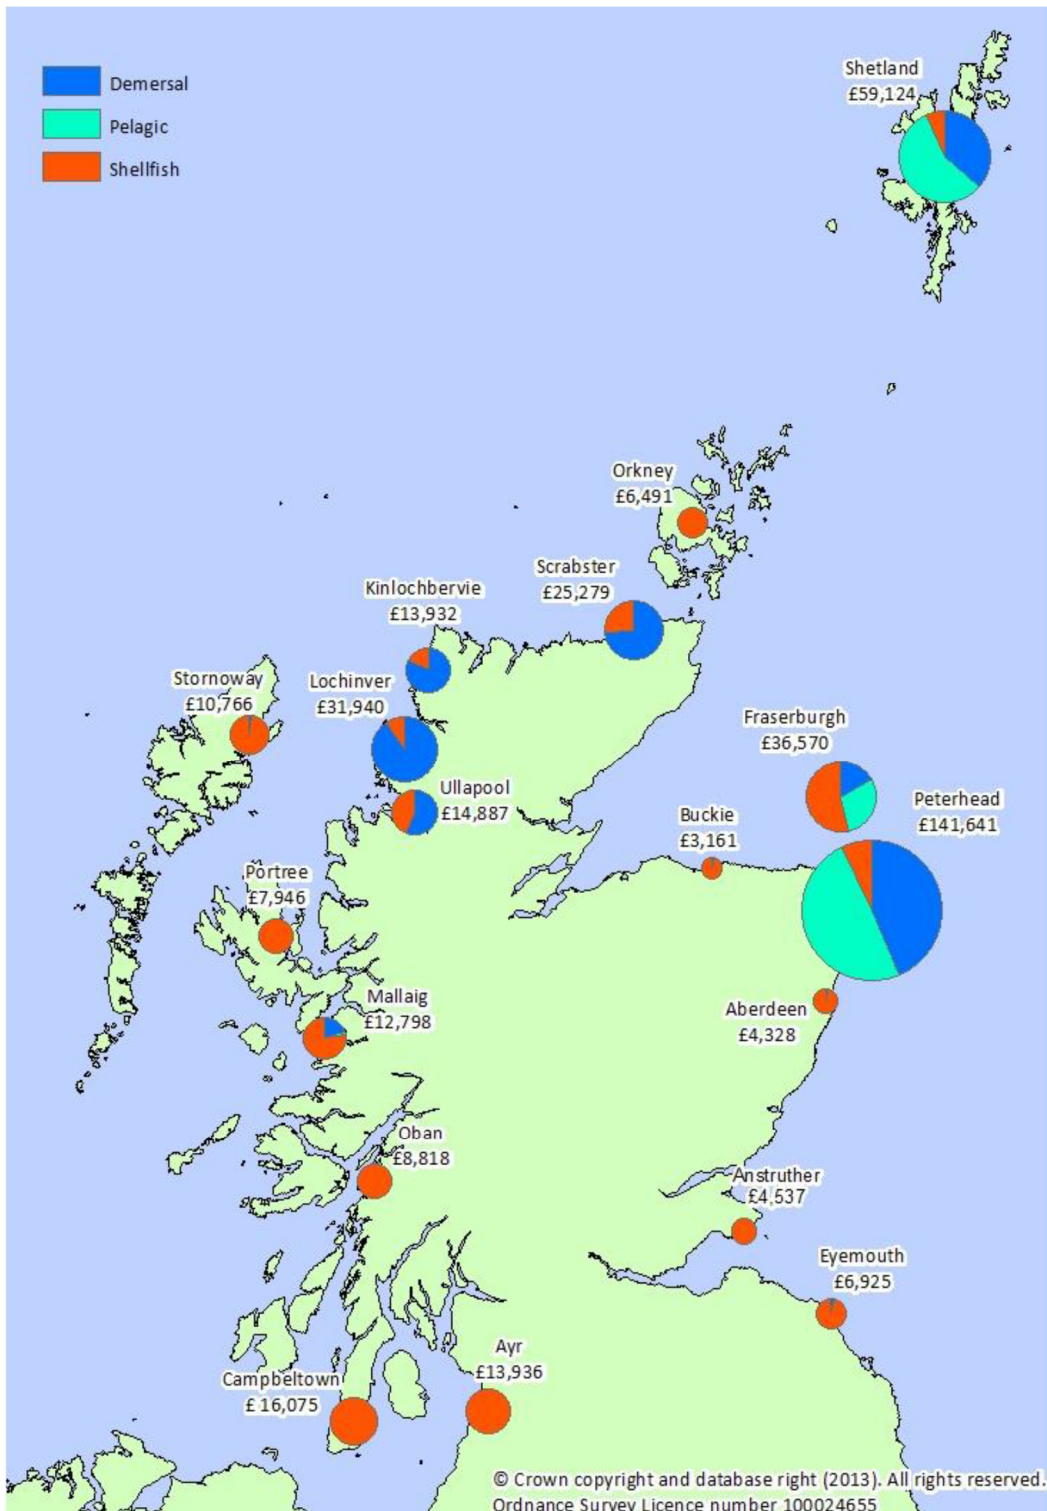 Demersal
Pelagic
Shellfish
Shetland
£59,124
Orkney
£6,491
Scrabster
£25,279
Kinlochbervie
£13,932
Stornoway
£10,766
Lochinver
£31,940
Fraserburgh
£36,570
Ullapool
£14,887
Peterhead
£141,641
Buckie
£3,161
Portree
£7,946
Mallaig
£12,798
Aberdeen
£4,328
Oban
£8,818
Anstruther
£4,537
Eyemouth
£6,925
Ayr
£13,936
Campbeltown
£ 16,075
© Crown copyright and database right (2013). All rights reserved.
Ordnance Survey Licence number 100024655